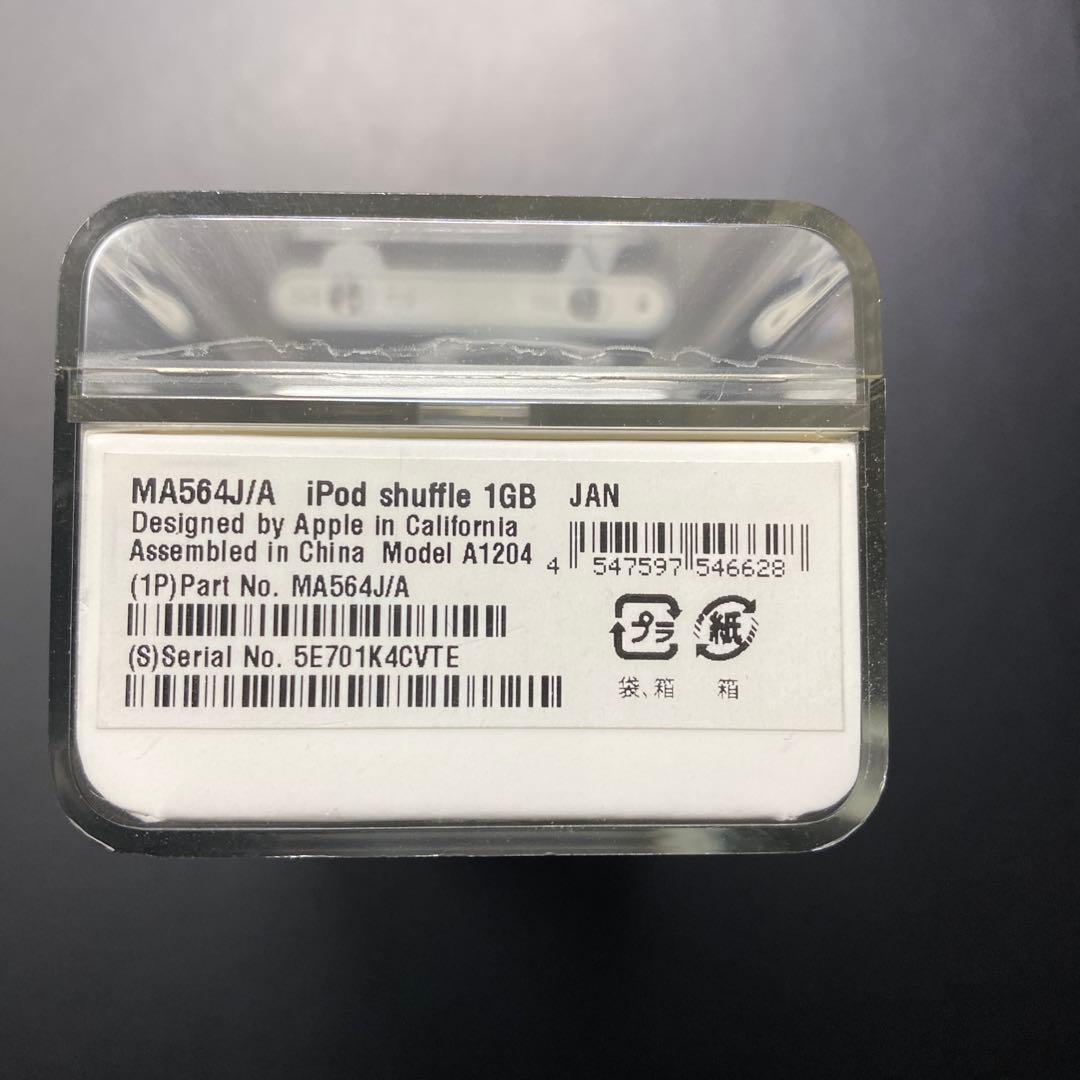 MA564J/A iPod shuffle 1GB JAN
Designed by Apple in California
Assembled in China Model A1204
4 547597 546628
(1P)Part No. MA564J/A
(S)Serial No. 5E701K4CVTE
プラ 紙
袋、箱 箱